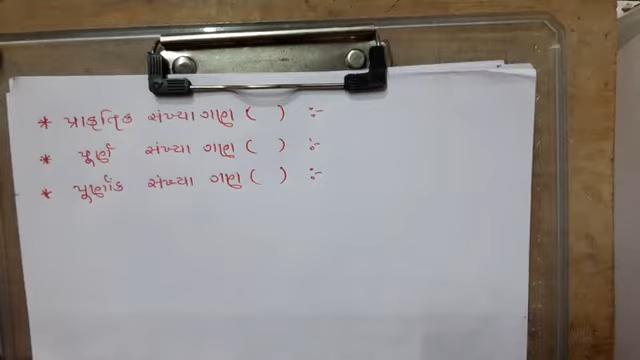 * પ્રાકૃતિક સંખ્યા ગણ ( ) :-
* પૂર્ણ સંખ્યા ગણ ( ) :-
* પૂર્ણાંક સંખ્યા ગણ ( ) :-